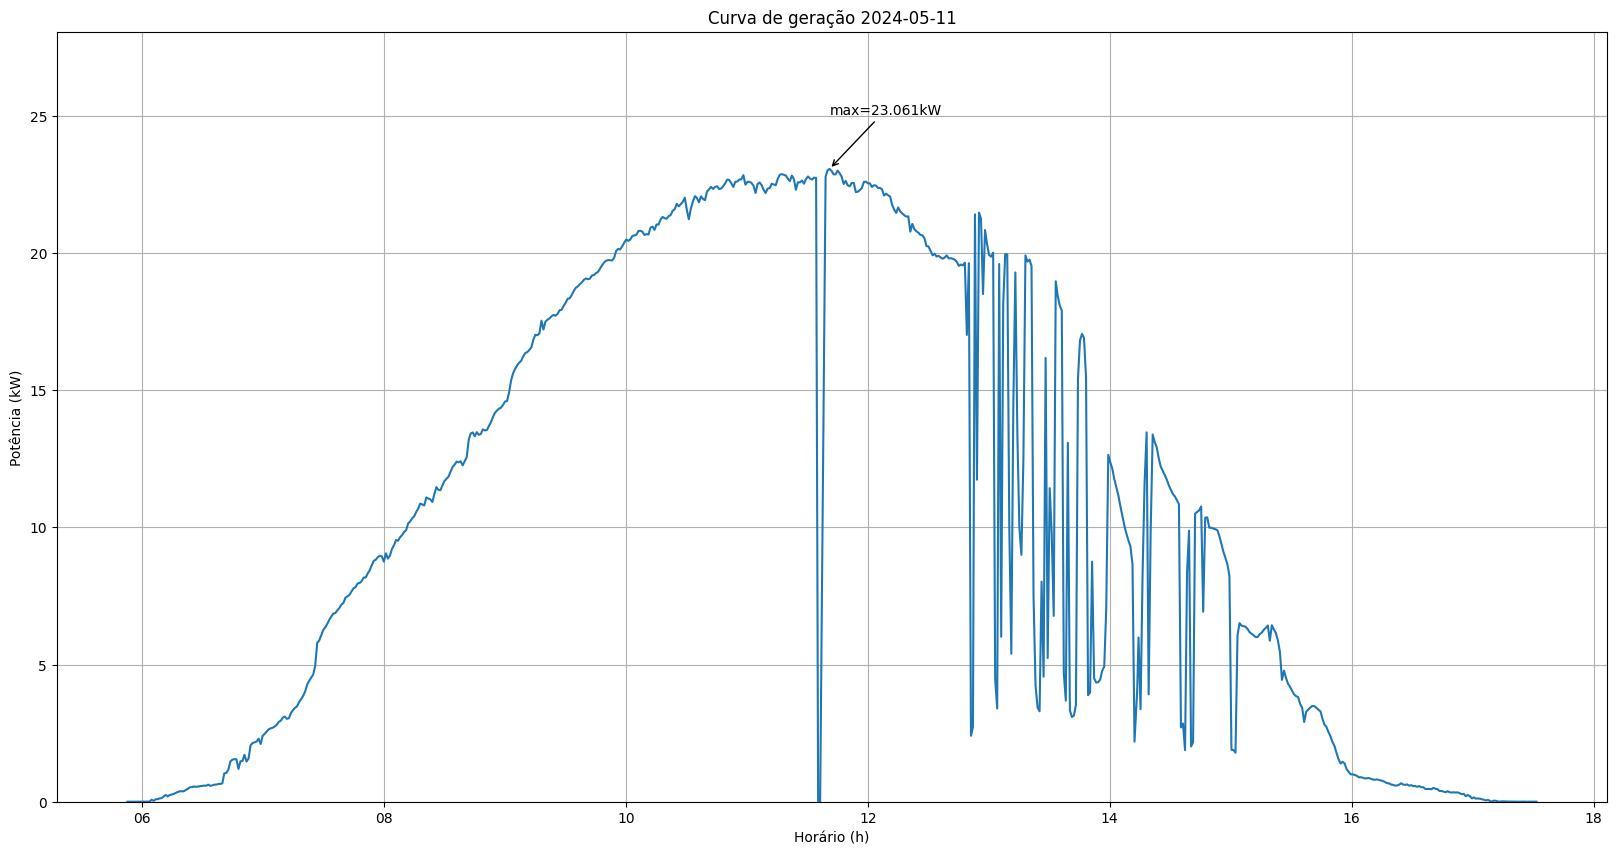 Curva de geração 2024-05-11
max=23.061kW
Potência (kW)
25
20
15
10
5
0
06 08 10 12 14 16 18
Horário (h)